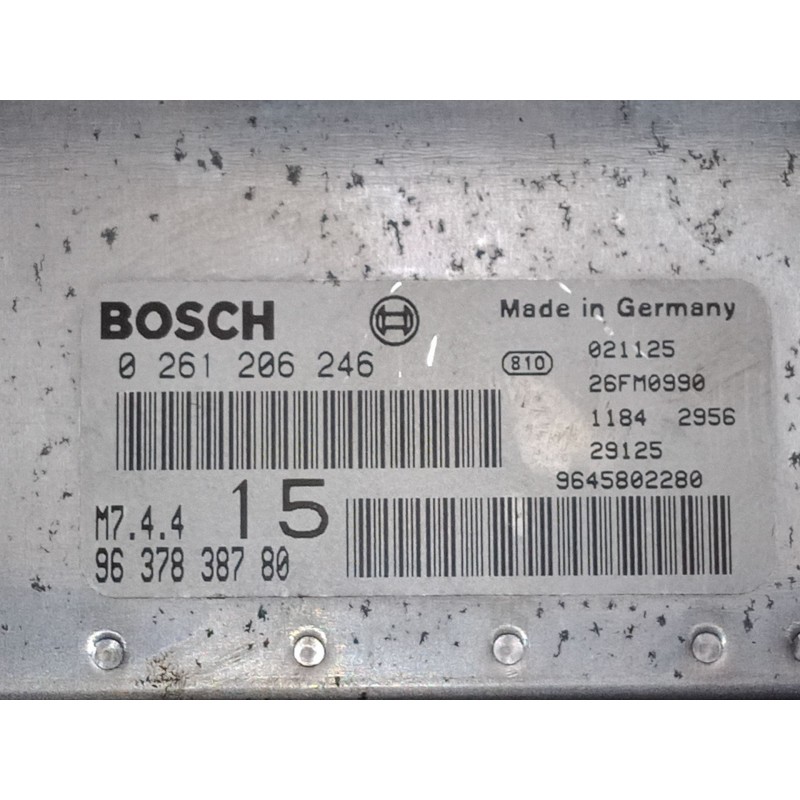 BOSCH
Made in Germany
0 261 206 246
810
021125
26FM0990
1184 2956
29125
9645802280
M7.4.4 15
96 378 387 80